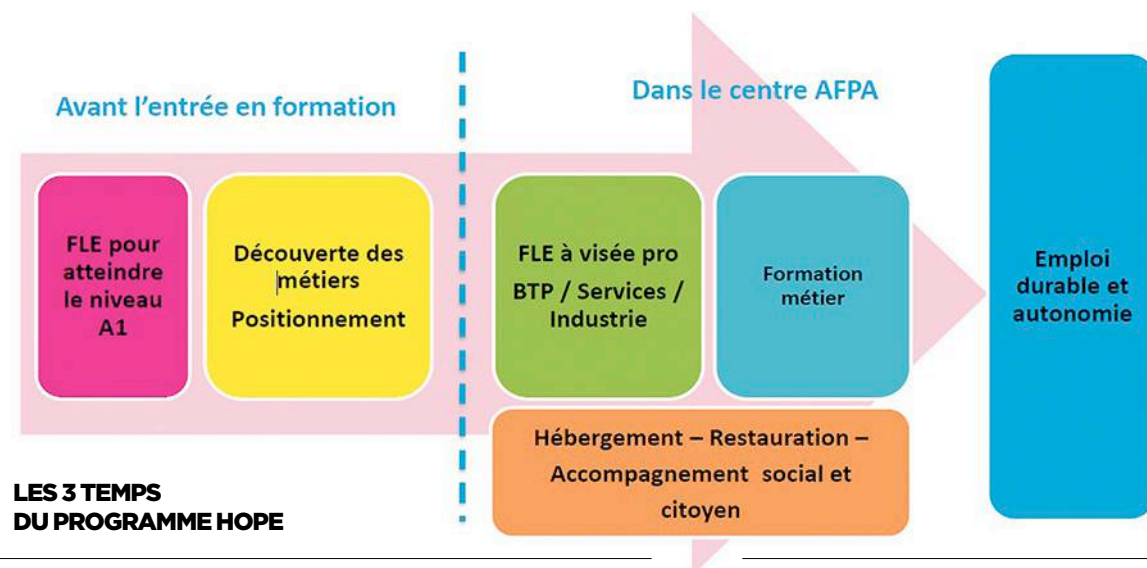 Avant l'entrée en formation
Dans le centre AFPA
FLE pour
atteindre
le niveau
A1
Découverte des
métiers
Positionnement
FLE à visée pro
BTP / Services /
Industrie
Formation
métier
Emploi
durable et
autonomie
Hébergement – Restauration –
Accompagnement social et
citoyen
LES 3 TEMPS
DU PROGRAMME HOPE